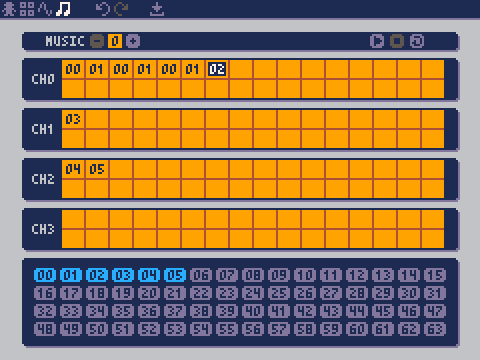 MUSIC - 0 +
CH0 00 01 00 01 00 01 02
CH1 03
CH2 04 05
CH3
00 01 02 03 04 05 06 07 08 09 10 11 12 13 14 15
16 17 18 19 20 21 22 23 24 25 26 27 28 29 30 31
32 33 34 35 36 37 38 39 40 41 42 43 44 45 46 47
48 49 50 51 52 53 54 55 56 57 58 59 60 61 62 63